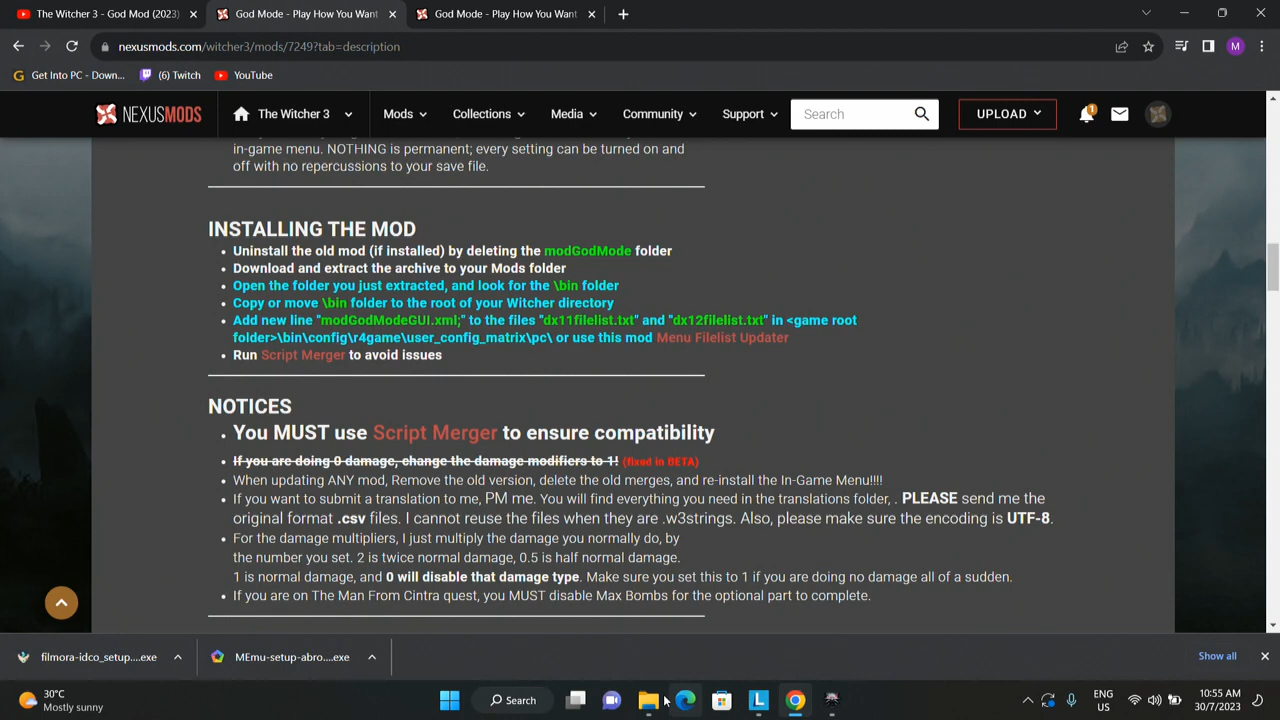 The Witcher 3 - God Mod (2023)
God Mode - Play How You Want
God Mode - Play How You Want
nexusmods.com/witcher3/mods/7249?tab=description
M
Get Into PC - Down...
Twitch
YouTube
NEXUSMODS
The Witcher 3
Mods
Collections
Media
Community
Support
Search
UPLOAD
1
in-game menu. NOTHING is permanent; every setting can be turned on and
off with no repercussions to your save file.
INSTALLING THE MOD
• Uninstall the old mod (if installed) by deleting the modGodMode folder
• Download and extract the archive to your Mods folder
• Open the folder you just extracted, and look for the \bin folder
• Copy or move \bin folder to the root of your Witcher directory
• Add new line "modGodModeGUI.xml;" to the files "dx11filelist.txt" and "dx12filelist.txt" in <game root
folder>\bin\config\r4game\user_config_matrix\pc\ or use this mod Menu Filelist Updater
• Run Script Merger to avoid issues
NOTICES
• You MUST use Script Merger to ensure compatibility
• If you are doing 0 damage, change the damage modifiers to 1! (fixed in BETA)
• When updating ANY mod, Remove the old version, delete the old merges, and re-install the In-Game Menu!!!!
• If you want to submit a translation to me, PM me. You will find everything you need in the translations folder, . PLEASE send me the
original format .csv files. I cannot reuse the files when they are .w3strings. Also, please make sure the encoding is UTF-8.
• For the damage multipliers, I just multiply the damage you normally do, by
the number you set. 2 is twice normal damage, 0.5 is half normal damage.
1 is normal damage, and 0 will disable that damage type. Make sure you set this to 1 if you are doing no damage all of a sudden.
• If you are on The Man From Cintra quest, you MUST disable Max Bombs for the optional part to complete.
filmora-idco_setup....exe
MEmu-setup-abro....exe
Show all
30°C
Mostly sunny
Search
L
ENG
US
10:55 AM
30/7/2023